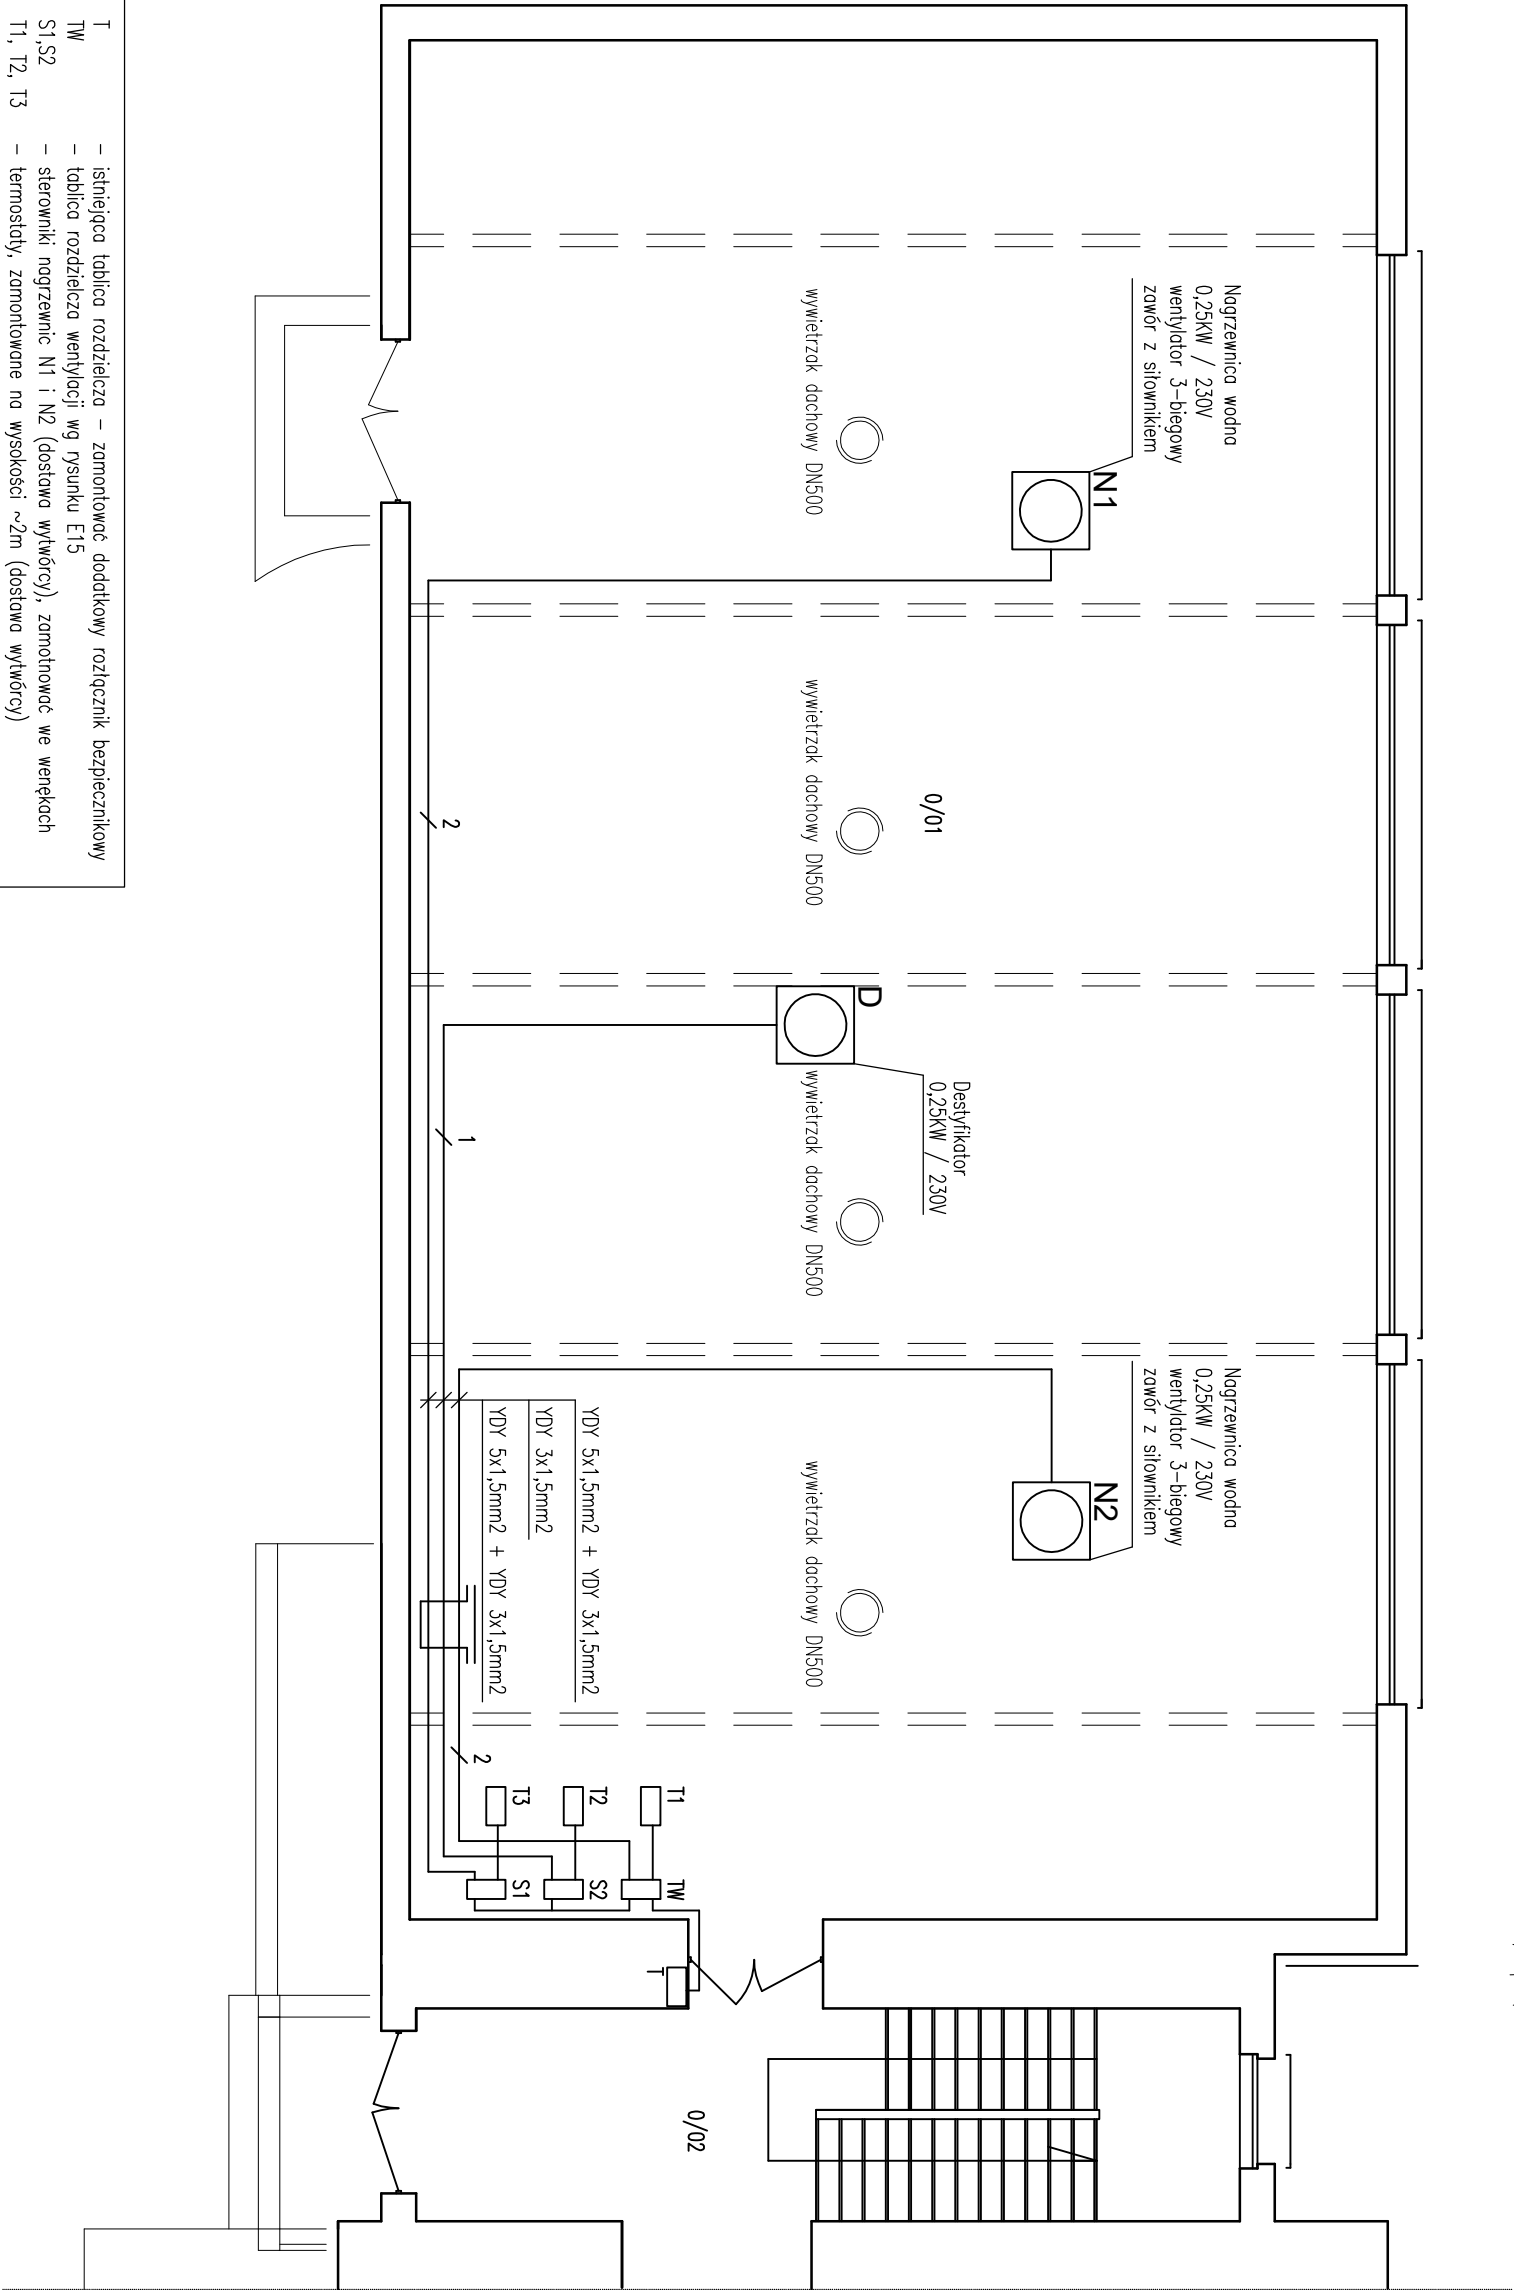 Nagrzewnica wodna
0,25KW / 230V
wentylator 3-biegowy
zawór z siłownikiem
N1
wywietrzak dachowy DN500
0/01
wywietrzak dachowy DN500
2
D
Destyfikator
0,25KW / 230V
wywietrzak dachowy DN500
1
Nagrzewnica wodna
0,25KW / 230V
wentylator 3-biegowy
zawór z siłownikiem
N2
wywietrzak dachowy DN500
YDY 5x1,5mm2 + YDY 3x1,5mm2
YDY 3x1,5mm2
YDY 5x1,5mm2 + YDY 3x1,5mm2
2
T1
T2
T3
TW
S2
S1
T
0/02
T - istniejąca tablica rozdzielcza - zamontować dodatkowy rozłącznik bezpiecznikowy
TW - tablica rozdzielcza wentylacji wg rysunku E15
S1,S2 - sterowniki nagrzewnic N1 i N2 (dostawa wytwórcy), zamotnować we wenękach
T1, T2, T3 - termostaty, zamontowane na wysokości ~2m (dostawa wytwórcy)